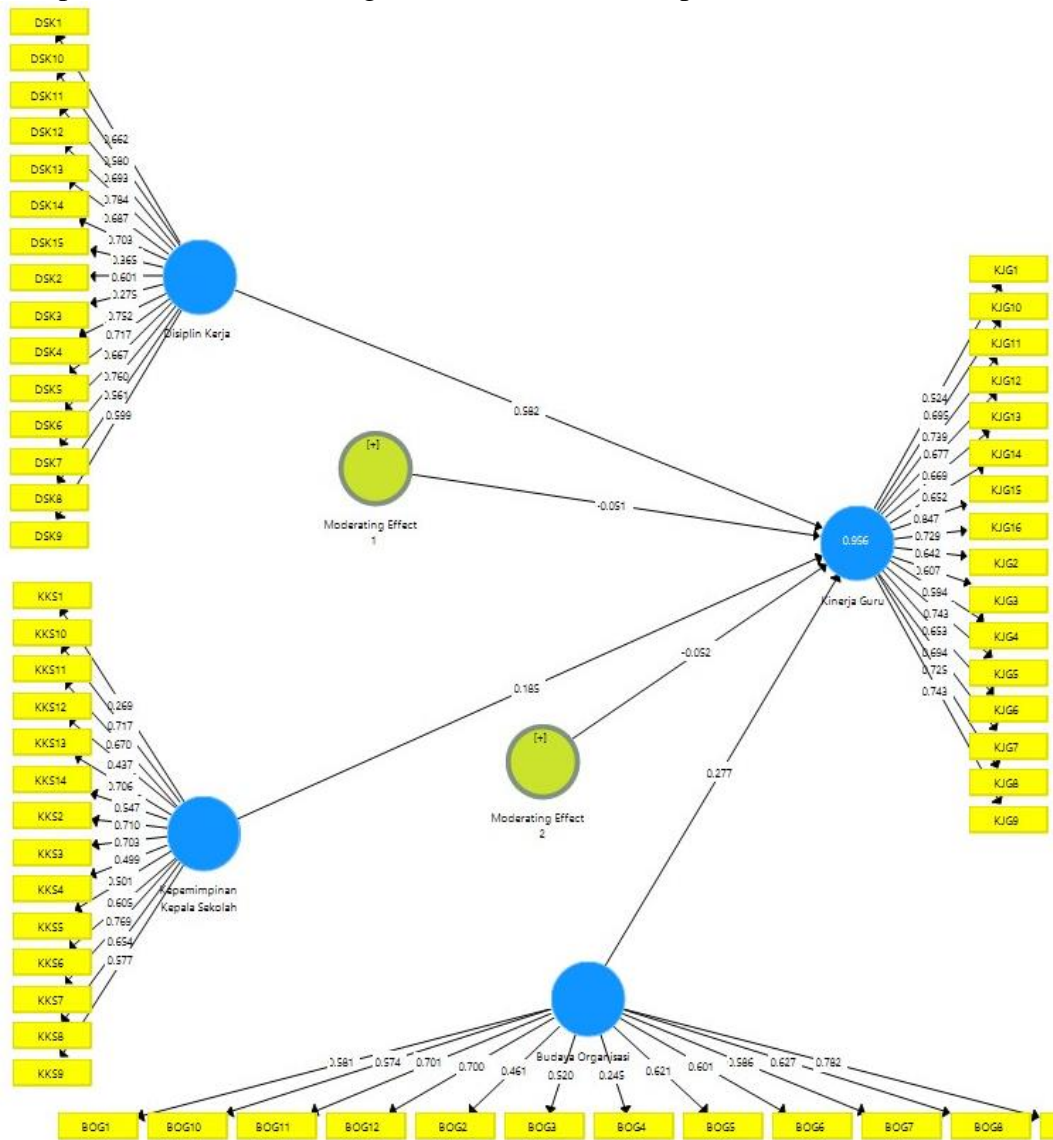 DSK1
DSK10
DSK11
DSK12
DSK13
DSK14
DSK15
DSK2
DSK3
DSK4
DSK5
DSK6
DSK7
DSK8
DSK9
0.662
0.580
0.693
0.784
0.687
0.703
0.365
0.601
0.275
0.752
0.717
0.667
0.760
0.561
0.599
Disiplin Kerja
0.582
[+]
Moderating Effect
1
-0.051
KJG1
KJG10
KJG11
KJG12
KJG13
KJG14
KJG15
KJG16
KJG2
KJG3
KJG4
KJG5
KJG6
KJG7
KJG8
KJG9
0.524
0.695
0.739
0.677
0.669
0.652
0.847
0.729
0.642
0.607
0.594
0.743
0.653
0.694
0.725
0.743
0.956
Kinerja Guru
KKS1
KKS10
KKS11
KKS12
KKS13
KKS14
KKS2
KKS3
KKS4
KKS5
KKS6
KKS7
KKS8
KKS9
0.269
0.717
0.670
0.437
0.706
0.547
0.710
0.703
0.499
0.501
0.605
0.769
0.654
0.577
Kepemimpinan
Kepala Sekolah
0.185
-0.052
[+]
Moderating Effect
2
0.277
Budaya Organisasi
0.581
0.574
0.701
0.700
0.461
0.520
0.245
0.621
0.601
0.586
0.627
0.782
BOG1
BOG10
BOG11
BOG12
BOG2
BOG3
BOG4
BOG5
BOG6
BOG7
BOG8